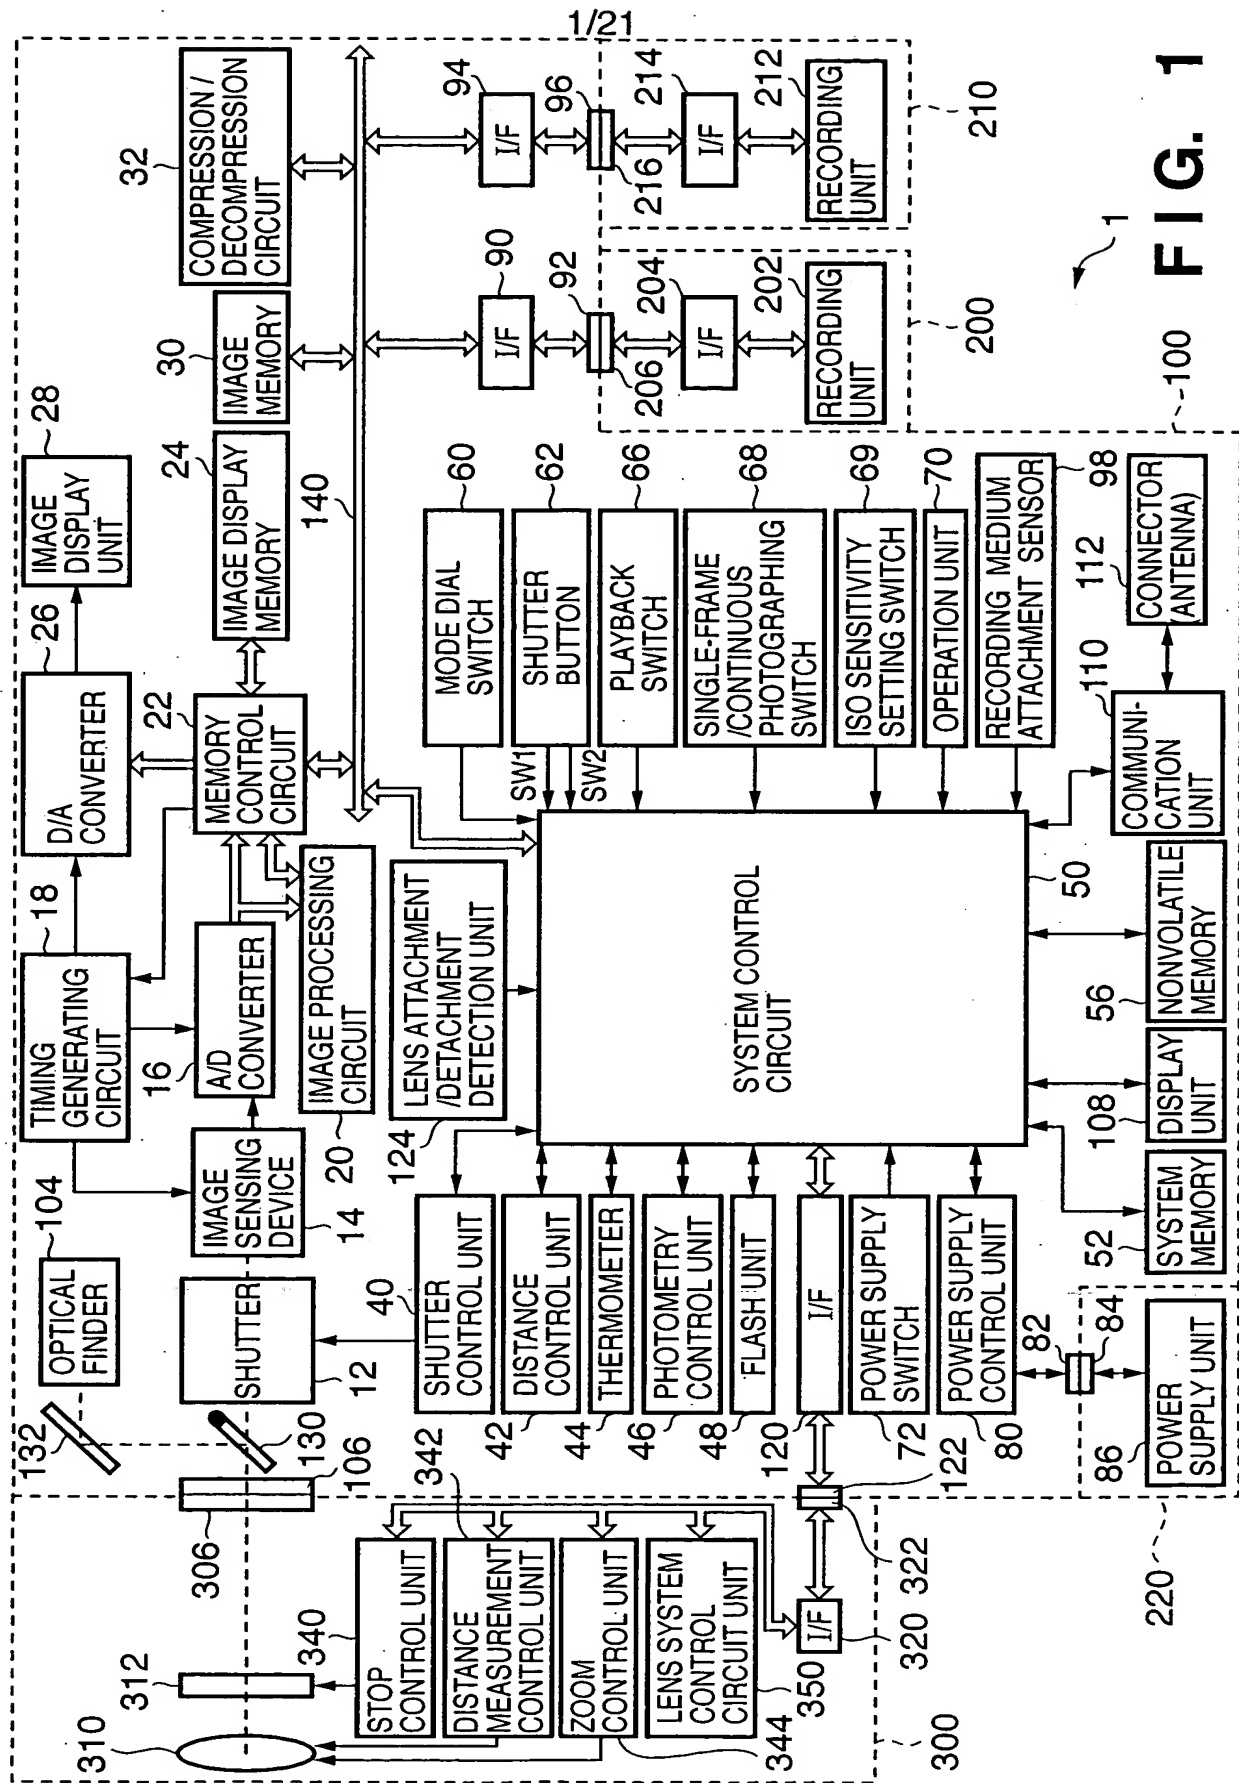 1/21
FIG. 1
1
310
312
306
106
132
130
OPTICAL
FINDER
104
SHUTTER
12
IMAGE
SENSING
DEVICE
14
TIMING
GENERATING
CIRCUIT
18
A/D
CONVERTER
16
IMAGE PROCESSING
CIRCUIT
20
D/A
CONVERTER
26
MEMORY
CONTROL
CIRCUIT
22
IMAGE
DISPLAY
UNIT
28
IMAGE DISPLAY
MEMORY
24
IMAGE
MEMORY
30
COMPRESSION/
DECOMPRESSION
CIRCUIT
32
140
STOP
CONTROL UNIT
340
DISTANCE
MEASUREMENT
CONTROL UNIT
342
ZOOM
CONTROL UNIT
344
LENS SYSTEM
CONTROL
CIRCUIT UNIT
350
I/F
320
322
122
300
SHUTTER
CONTROL UNIT
40
DISTANCE
CONTROL UNIT
42
THERMOMETER
44
PHOTOMETRY
CONTROL UNIT
46
FLASH UNIT
48
I/F
120
POWER SUPPLY
SWITCH
72
POWER SUPPLY
CONTROL UNIT
80
82
84
POWER
SUPPLY UNIT
86
220
LENS ATTACHMENT
/DETACHMENT
DETECTION UNIT
124
SYSTEM CONTROL
CIRCUIT
50
SYSTEM
MEMORY
52
DISPLAY
UNIT
108
NONVOLATILE
MEMORY
56
COMMUNI-
CATION
UNIT
110
CONNECTOR
(ANTENNA)
112
MODE DIAL
SWITCH
60
SHUTTER
BUTTON
62
SW1
SW2
PLAYBACK
SWITCH
66
SINGLE-FRAME
/CONTINUOUS
PHOTOGRAPHING
SWITCH
68
ISO SENSITIVITY
SETTING SWITCH
69
OPERATION UNIT
70
RECORDING MEDIUM
ATTACHMENT SENSOR
98
100
I/F
90
92
206
I/F
204
RECORDING
UNIT
202
200
I/F
94
96
216
I/F
214
RECORDING
UNIT
212
210